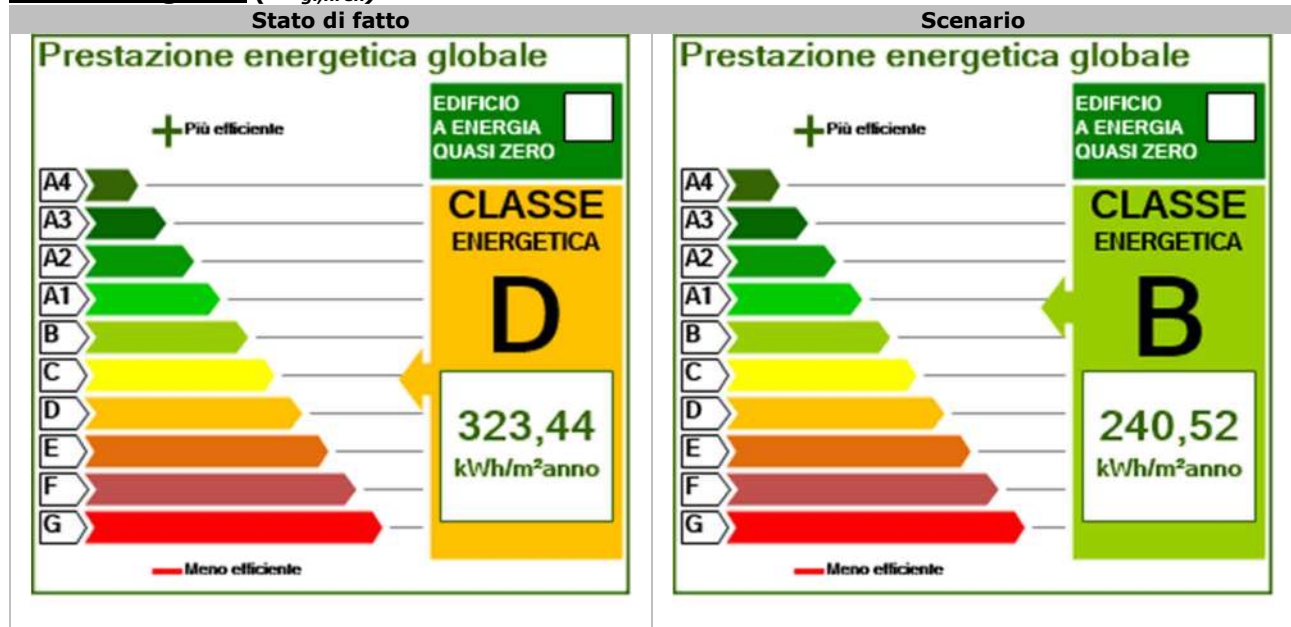 Stato di fatto
Prestazione energetica globale
Più efficiente
EDIFICIO
A ENERGIA
QUASI ZERO
A4
A3
A2
A1
B
C
D
E
F
G
CLASSE
ENERGETICA
D
323,44
kWh/m²anno
Meno efficiente
Scenario
Prestazione energetica globale
Più efficiente
EDIFICIO
A ENERGIA
QUASI ZERO
A4
A3
A2
A1
B
C
D
E
F
G
CLASSE
ENERGETICA
B
240,52
kWh/m²anno
Meno efficiente